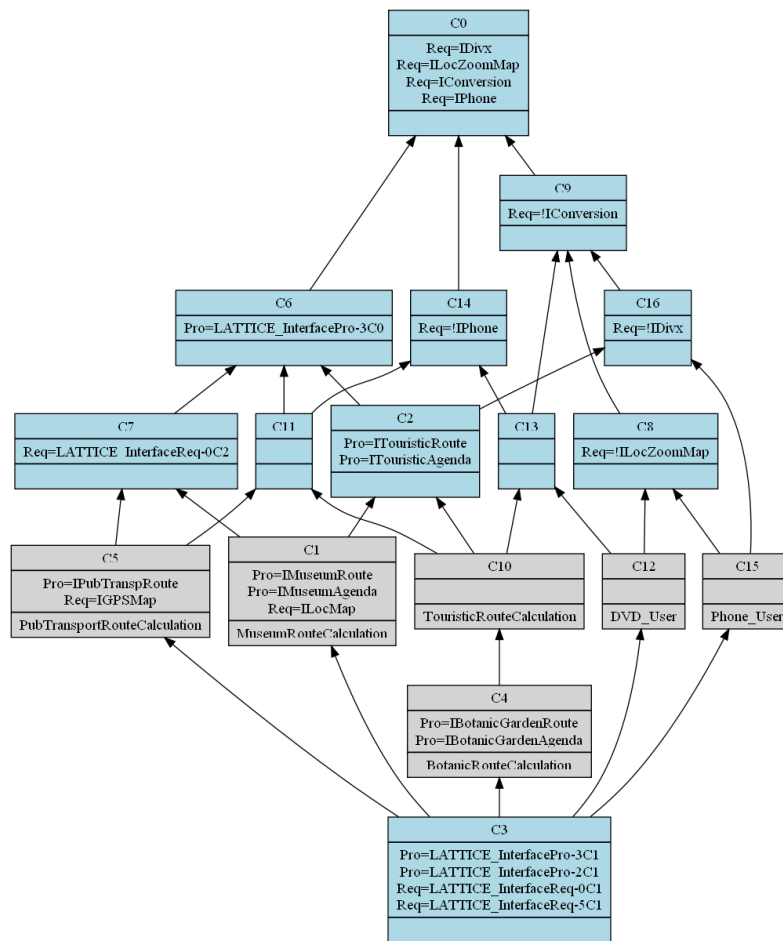 C0
Req=IDivx
Req=ILocZoomMap
Req=IConversion
Req=IPhone
C9
Req=!IConversion
C6
Pro=LATTICE_InterfacePro-3C0
C14
Req=!IPhone
C16
Req=!IDivx
C7
Req=LATTICE_InterfaceReq-0C2
C11
C2
Pro=ITouristicRoute
Pro=ITouristicAgenda
C13
C8
Req=!ILocZoomMap
C5
Pro=IPubTranspRoute
Req=IGPSMap
PubTransportRouteCalculation
C1
Pro=IMuseumRoute
Pro=IMuseumAgenda
Req=ILocMap
MuseumRouteCalculation
C10
TouristicRouteCalculation
C12
DVD_User
C15
Phone_User
C4
Pro=IBotanicGardenRoute
Pro=IBotanicGardenAgenda
BotanicRouteCalculation
C3
Pro=LATTICE_InterfacePro-3C1
Pro=LATTICE_InterfacePro-2C1
Req=LATTICE_InterfaceReq-0C1
Req=LATTICE_InterfaceReq-5C1